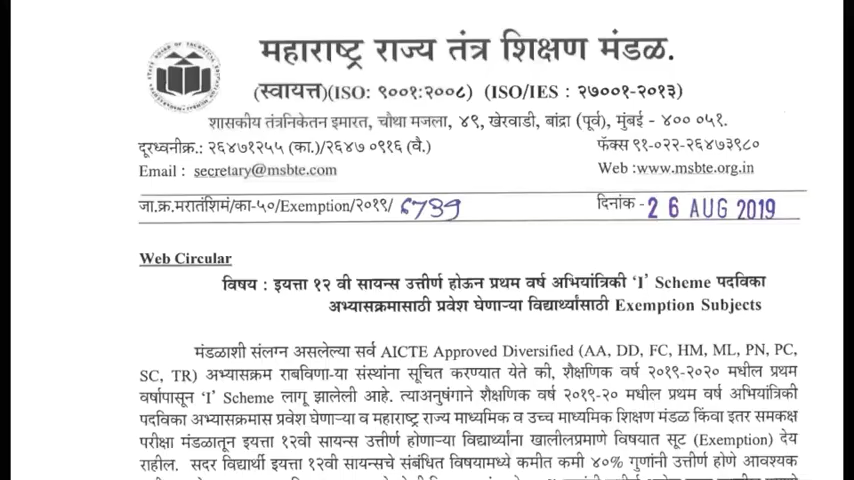 महाराष्ट्र राज्य तंत्र शिक्षण मंडळ.
(स्वायत्त)(ISO: ९००१:२००८) (ISO/IES : २७००१-२०१३)
शासकीय तंत्रनिकेतन इमारत, चौथा मजला, ४९, खेरवाडी, बांद्रा (पूर्व), मुंबई - ४०० ०५१.
दूरध्वनीक्र.: २६४७१२५५ (का.)/२६४७ ०९१६ (वै.) फॅक्स ९१-०२२-२६४७३९८०
Email : secretary@msbte.com Web :www.msbte.org.in
जा.क्र.मरातंशिमं/का-५०/Exemption/२०१९/ दिनांक - 26 AUG 2019
Web Circular
विषय : इयत्ता १२ वी सायन्स उत्तीर्ण होऊन प्रथम वर्ष अभियांत्रिकी ‘I’ Scheme पदविका
अभ्यासक्रमासाठी प्रवेश घेणाऱ्या विद्यार्थ्यांसाठी Exemption Subjects
मंडळाशी संलग्न असलेल्या सर्व AICTE Approved Diversified (AA, DD, FC, HM, ML, PN, PC,
SC, TR) अभ्यासक्रम राबविणा-या संस्थांना सूचित करण्यात येते की, शैक्षणिक वर्ष २०१९-२०२० मधील प्रथम
वर्षापासून ‘I’ Scheme लागू झालेली आहे. त्याअनुषंगाने शैक्षणिक वर्ष २०१९-२० मधील प्रथम वर्ष अभियांत्रिकी
पदविका अभ्यासक्रमास प्रवेश घेणाऱ्या व महाराष्ट्र राज्य माध्यमिक व उच्च माध्यमिक शिक्षण मंडळ किंवा इतर समकक्ष
परीक्षा मंडळातून इयत्ता १२वी सायन्स उत्तीर्ण होणाऱ्या विद्यार्थ्यांना खालीलप्रमाणे विषयात सूट (Exemption) देय
राहील. सदर विद्यार्थी इयत्ता १२वी सायन्सचे संबंधित विषयामध्ये कमीत कमी ४०% गुणांनी उत्तीर्ण होणे आवश्यक